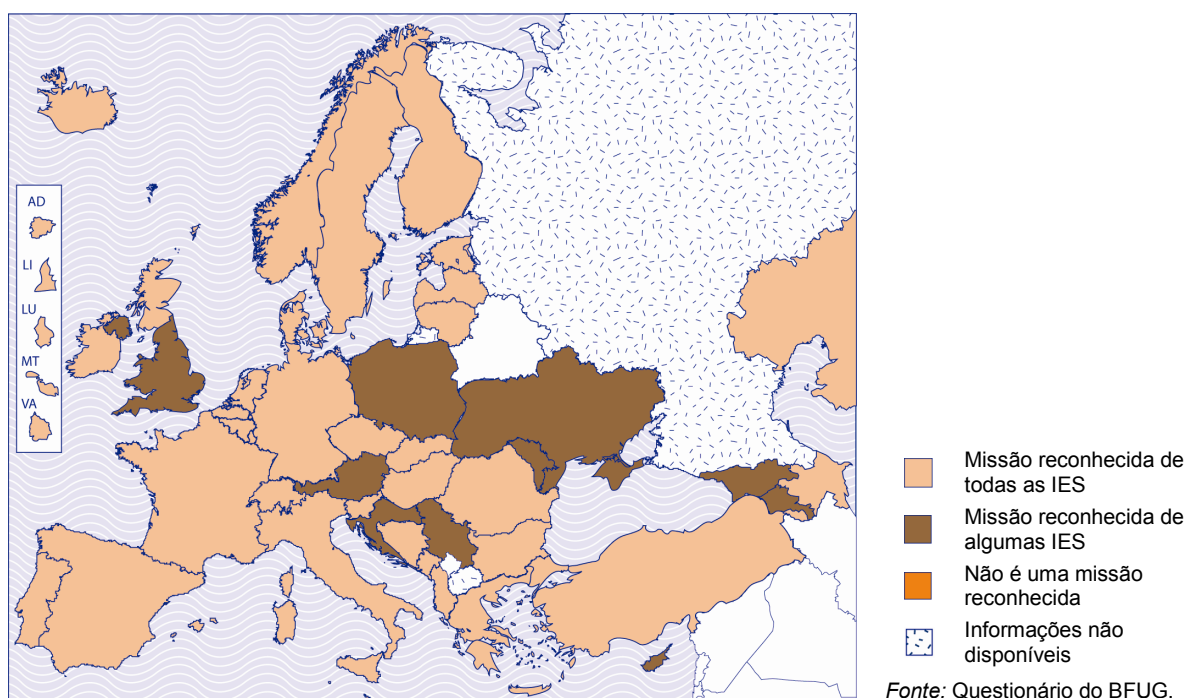 AD
LI
LU
MT
VA
Missão reconhecida de
todas as IES
Missão reconhecida de
algumas IES
Não é uma missão
reconhecida
Informações não
disponíveis
Fonte: Questionário do BFUG.